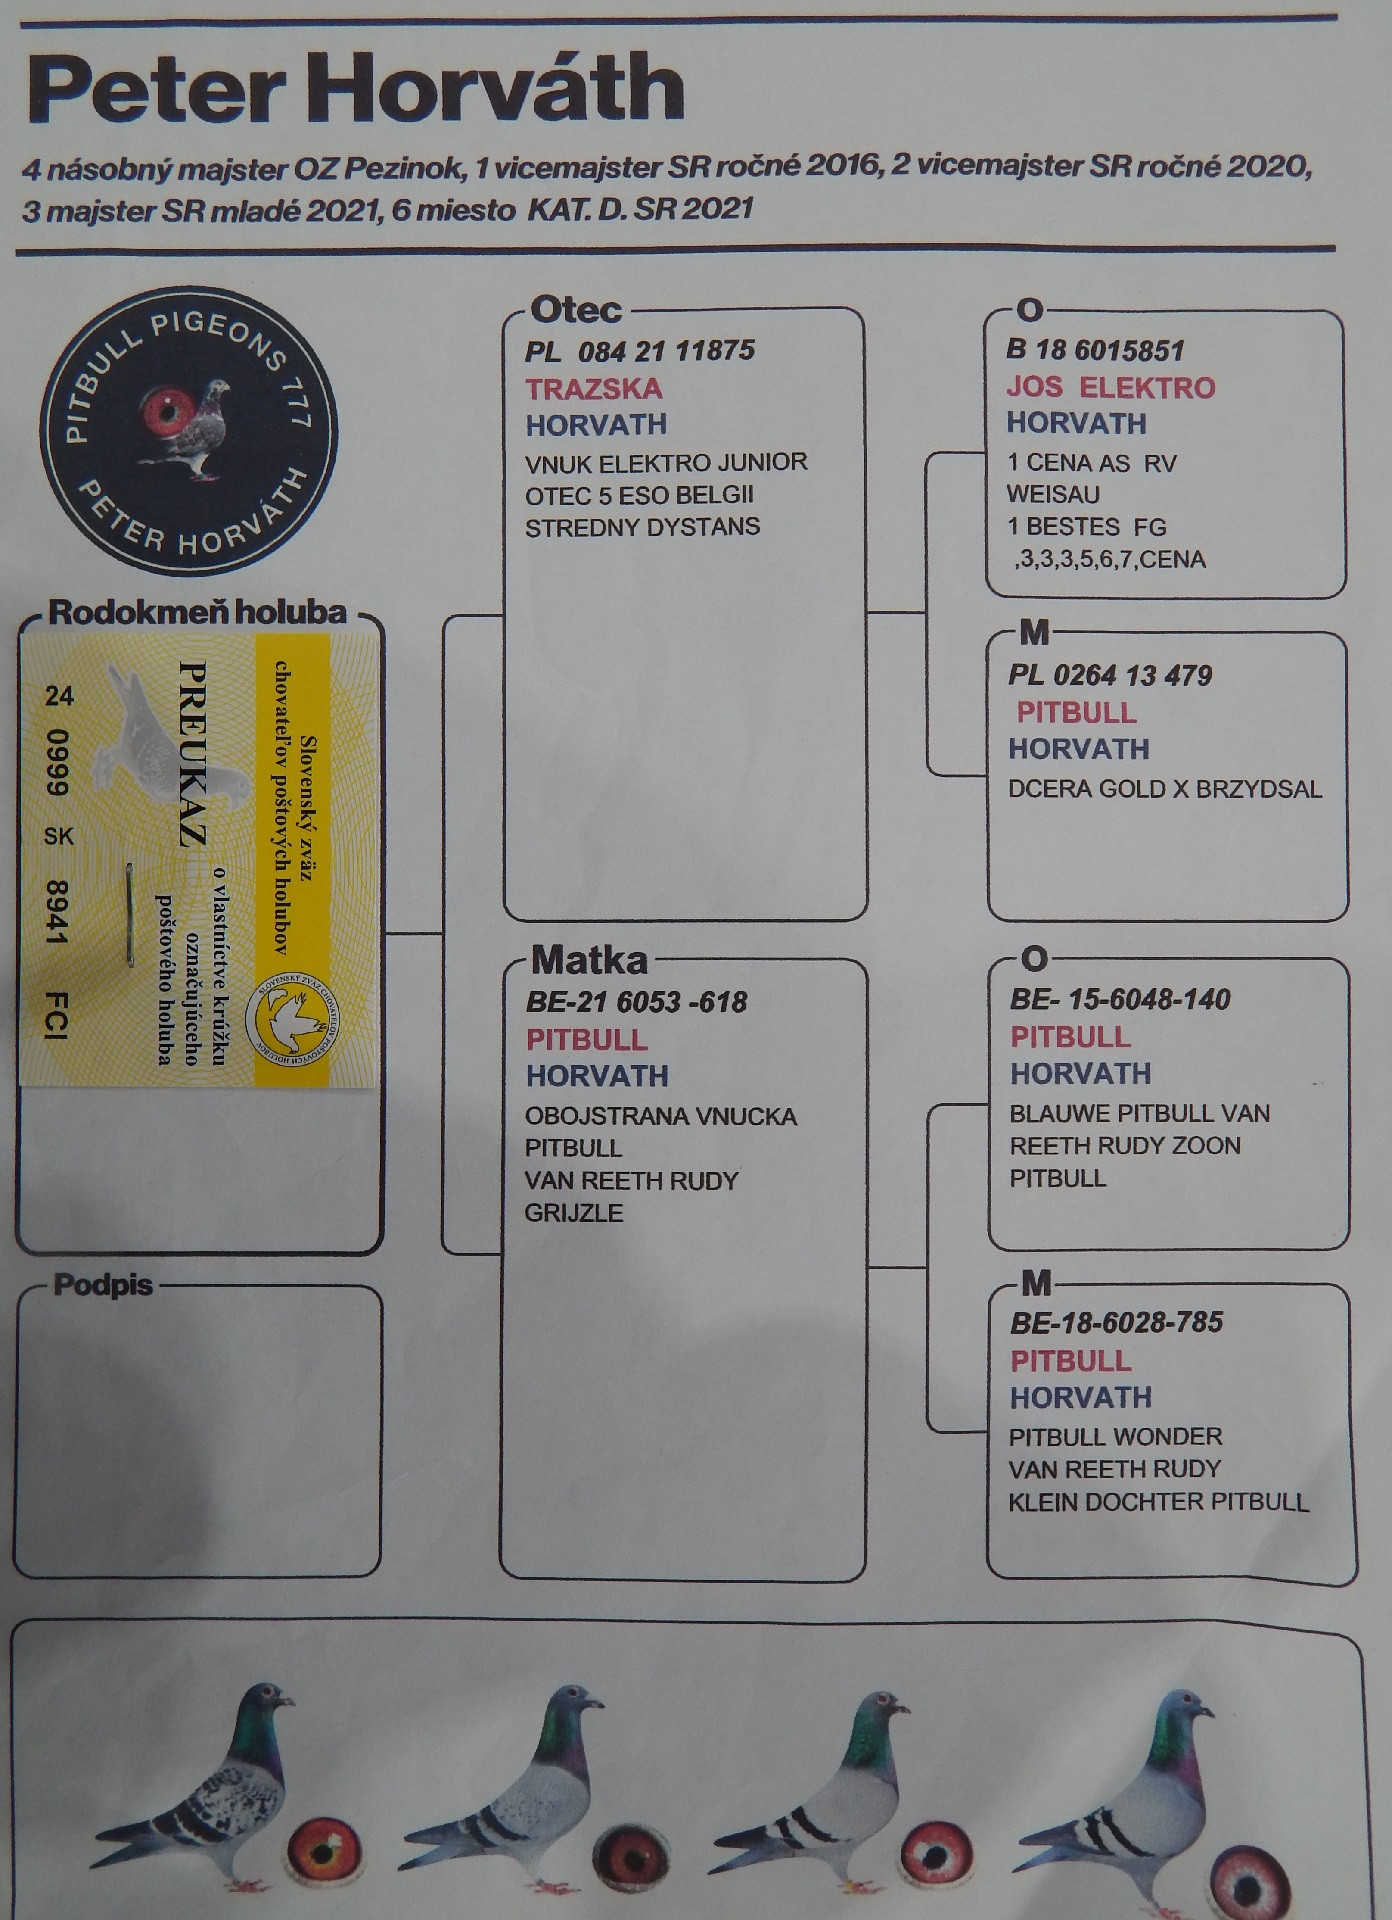 Peter Horváth
4 násobný majster OZ Pezinok, 1 vicemajster SR ročné 2016, 2 vicemajster SR ročné 2020,
3 majster SR mladé 2021, 6 miesto KAT. D. SR 2021
PITBULL PIGEONS 777
PETER HORVÁTH
Rodokmeň holuba
Slovenský zväz
chovateľov poštových holubov
PREUKAZ
o vlastníctve krúžku
označujúceho
poštového holuba
24 0999 SK 8941 FCI
SLOVENSKÝ ZVÄZ CHOVATEĽOV POŠTOVÝCH HOLUBOV
Podpis
Otec
PL 084 21 11875
TRAZSKA
HORVATH
VNUK ELEKTRO JUNIOR
OTEC 5 ESO BELGII
STREDNY DYSTANS
Matka
BE-21 6053 -618
PITBULL
HORVATH
OBOJSTRANA VNUCKA
PITBULL
VAN REETH RUDY
GRIJZLE
O
B 18 6015851
JOS ELEKTRO
HORVATH
1 CENA AS RV
WEISAU
1 BESTES FG
,3,3,3,5,6,7,CENA
M
PL 0264 13 479
PITBULL
HORVATH
DCERA GOLD X BRZYDSAL
O
BE- 15-6048-140
PITBULL
HORVATH
BLAUWE PITBULL VAN
REETH RUDY ZOON
PITBULL
M
BE-18-6028-785
PITBULL
HORVATH
PITBULL WONDER
VAN REETH RUDY
KLEIN DOCHTER PITBULL